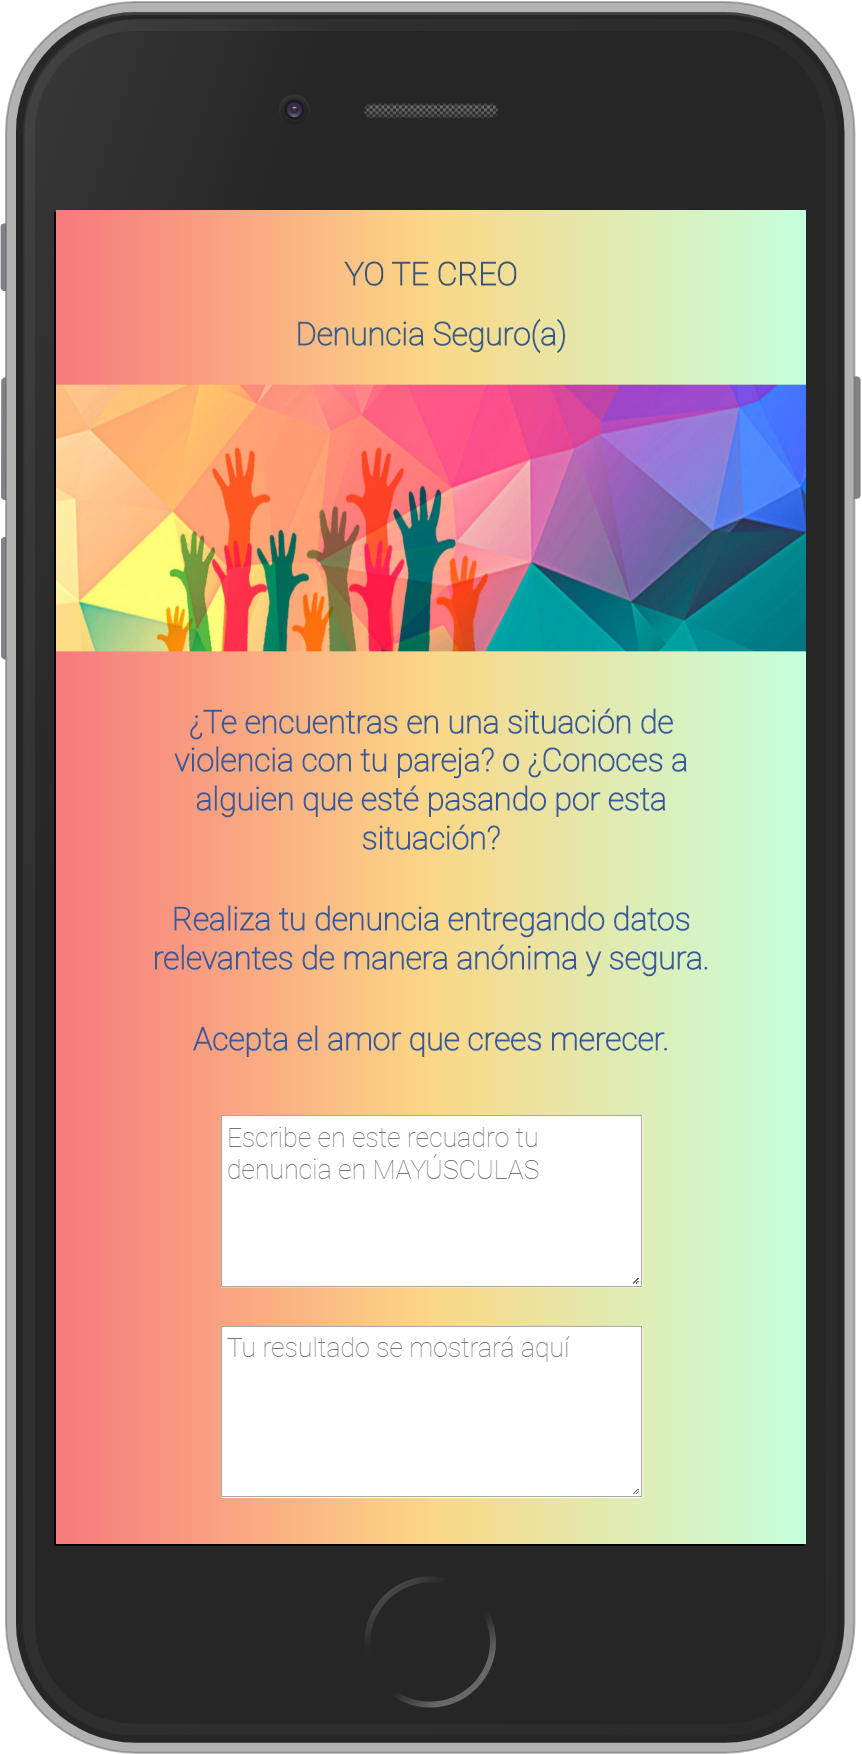 YO TE CREO
Denuncia Seguro(a)
¿Te encuentras en una situación de
violencia con tu pareja? o ¿Conoces a
alguien que esté pasando por esta
situación?
Realiza tu denuncia entregando datos
relevantes de manera anónima y segura.
Acepta el amor que crees merecer.
Escribe en este recuadro tu
denuncia en MAYÚSCULAS
Tu resultado se mostrará aquí